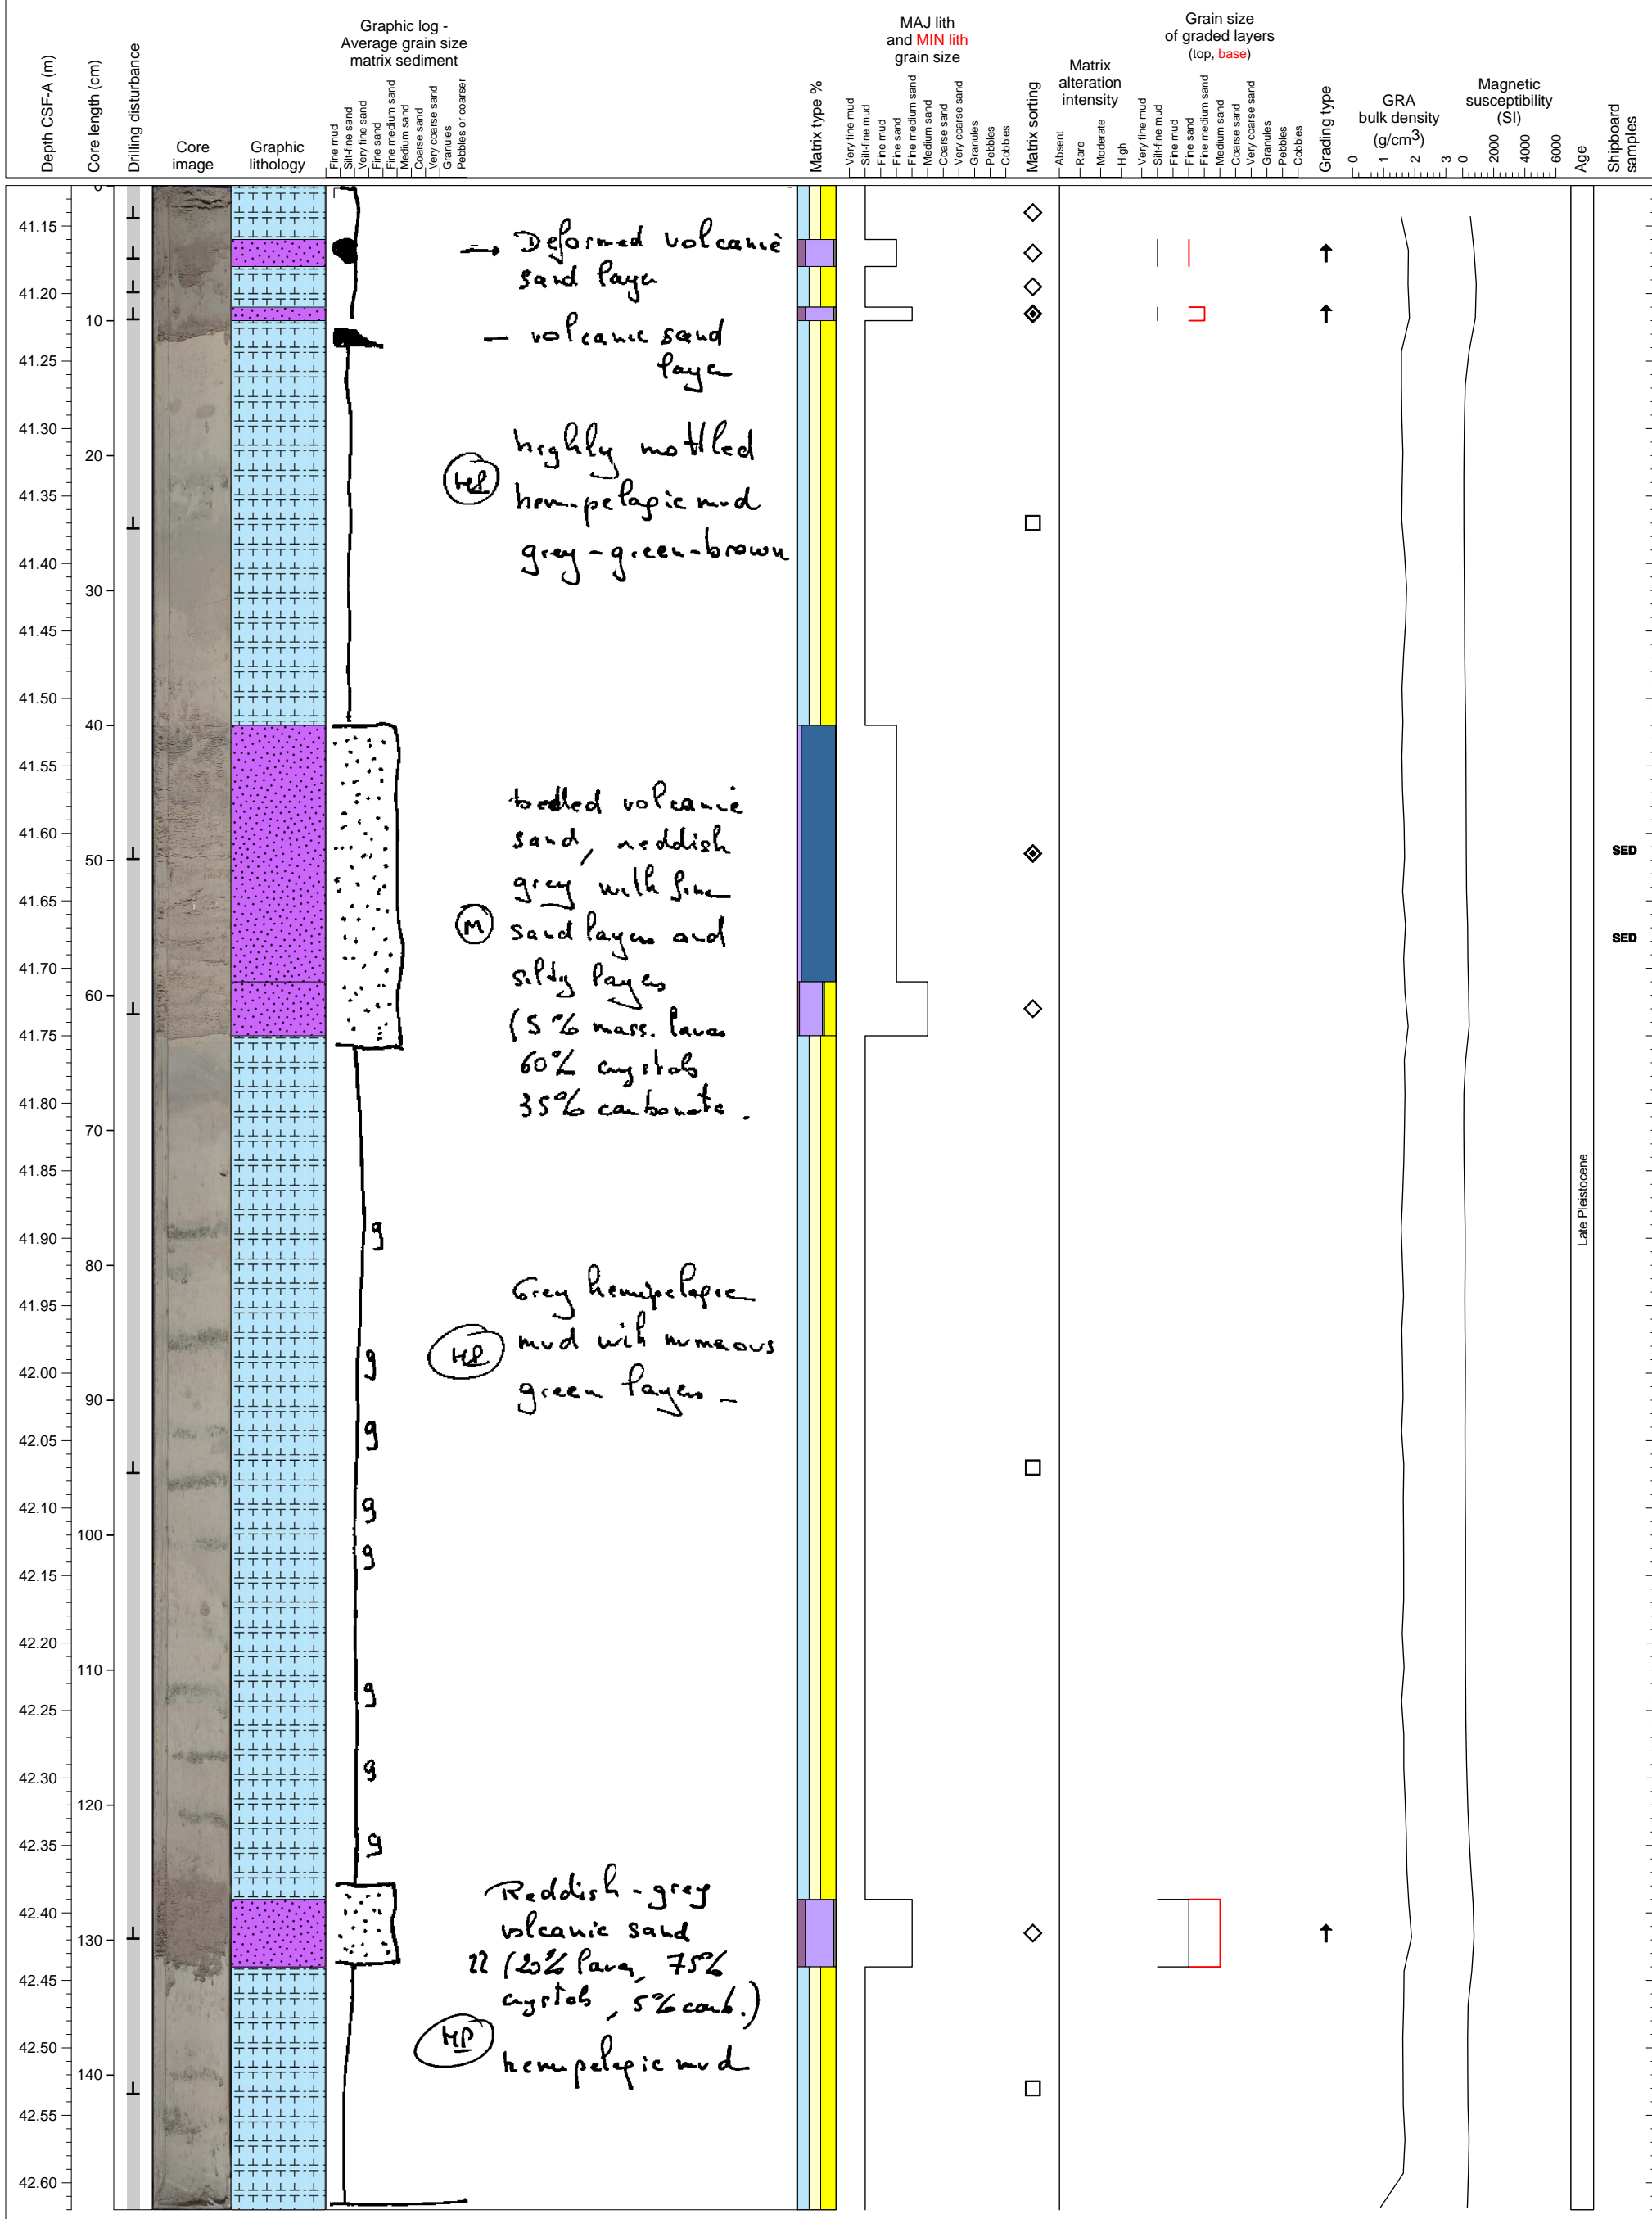 Depth CSF-A (m)
Core length (cm)
Drilling disturbance
Core
image
Graphic
lithology
Graphic log -
Average grain size
matrix sediment
Fine mud
Silt-fine sand
Very fine sand
Fine sand
Fine medium sand
Medium sand
Coarse sand
Very coarse sand
Granules
Pebbles or coarser
Matrix type %
MAJ lith
and MIN lith
grain size
Very fine mud
Silt-fine mud
Fine mud
Fine sand
Fine medium sand
Medium sand
Coarse sand
Very coarse sand
Granules
Pebbles
Cobbles
Matrix sorting
Matrix
alteration
intensity
Absent
Rare
Moderate
High
Grain size
of graded layers
(top, base)
Very fine mud
Silt-fine mud
Fine mud
Fine sand
Fine medium sand
Medium sand
Coarse sand
Very coarse sand
Granules
Pebbles
Cobbles
Grading type
GRA
bulk density
(g/cm3)
0 1 2 3
Magnetic
susceptibility
(SI)
0 2000 4000 6000
Age
Shipboard
samples
41.15
41.20
41.25
41.30
41.35
41.40
41.45
41.50
41.55
41.60
41.65
41.70
41.75
41.80
41.85
41.90
41.95
42.00
42.05
42.10
42.15
42.20
42.25
42.30
42.35
42.40
42.45
42.50
42.55
42.60
0
10
20
30
40
50
60
70
80
90
100
110
120
130
140
Deformed volcanic
sand layer
volcanic sand
layer
HP
highly mottled
hemipelagic mud
grey-green-brown
bedded volcanic
sand, reddish
grey with fine
M
sand layers and
silty layers
(5% mass. lavas
60% crystals
35% carbonate.
g
g
g
g
g
g
g
g
Grey hemipelagic
HP
mud with numerous
green layers -
Reddish-grey
volcanic sand
(20% lavas, 75%
crystals, 5% carb.)
HP
hemipelagic mud
SED
SED
Late Pleistocene